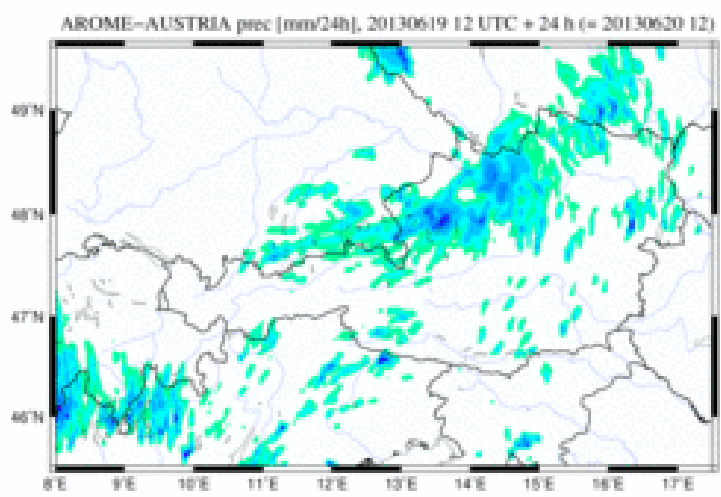 AROME−AUSTRIA prec [mm/24h], 20130619 12 UTC + 24 h (= 20130620 12)
49°N
48°N
47°N
46°N
8°E 9°E 10°E 11°E 12°E 13°E 14°E 15°E 16°E 17°E